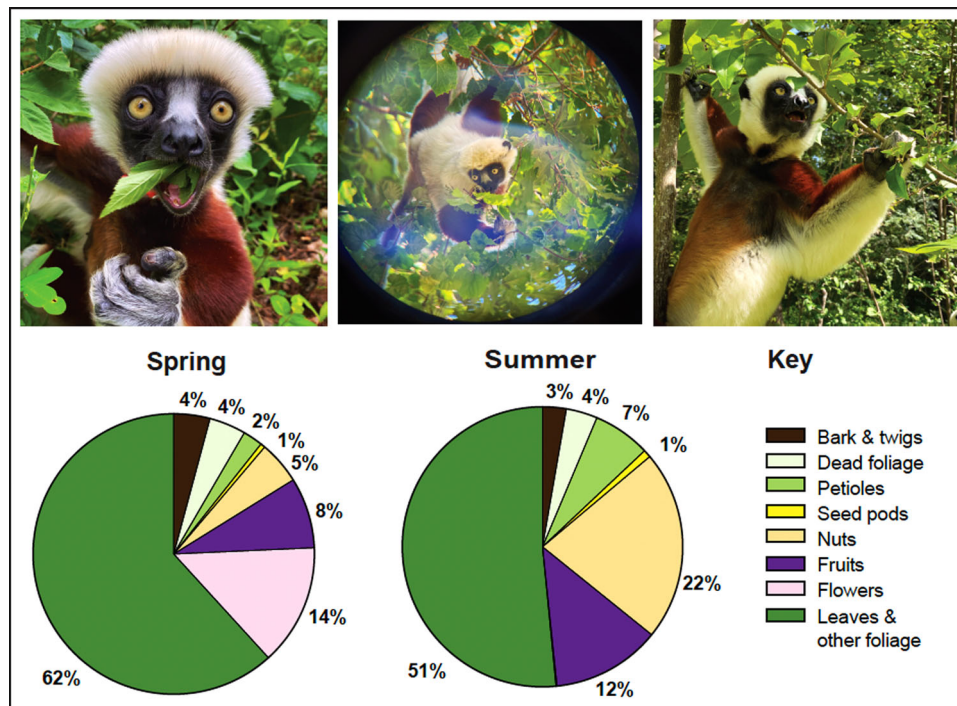 Spring
Summer
Key
4%
4%
2%
1%
5%
8%
14%
62%
3%
4%
7%
1%
22%
12%
51%
Bark & twigs
Dead foliage
Petioles
Seed pods
Nuts
Fruits
Flowers
Leaves &
other foliage